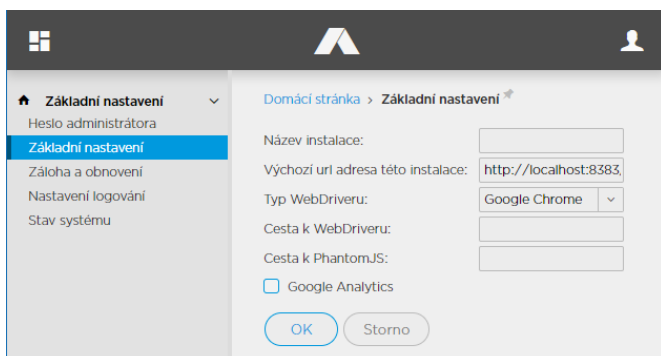 Základní nastavení
Heslo administrátora
Základní nastavení
Záloha a obnovení
Nastavení logování
Stav systému
Domácí stránka > Základní nastavení
Název instalace:
Výchozí url adresa této instalace: http://localhost:8383,
Typ WebDriveru: Google Chrome
Cesta k WebDriveru:
Cesta k PhantomJS:
Google Analytics
OK Storno